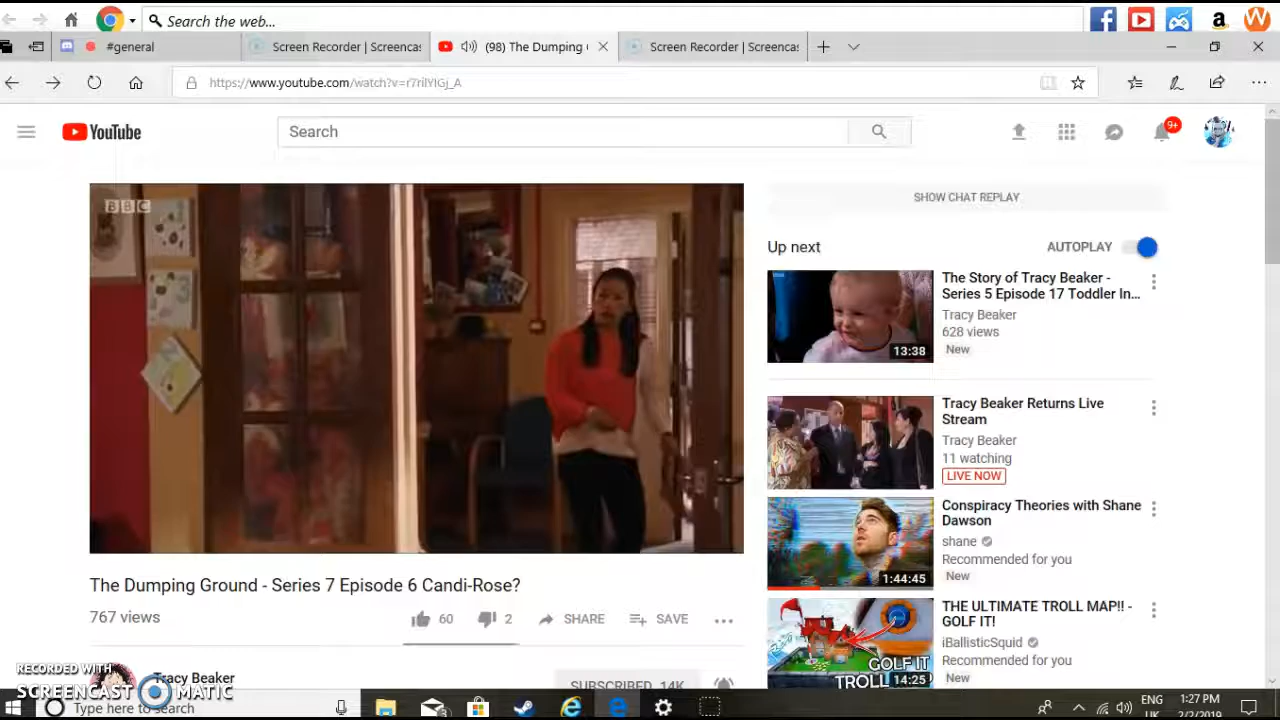 Search the web...
#general
Screen Recorder | Screencas
(98) The Dumping
Screen Recorder | Screencas
https://www.youtube.com/watch?v=r7rilYIGj_A
YouTube
Search
9+
BBC
SHOW CHAT REPLAY
Up next
AUTOPLAY
The Story of Tracy Beaker -
Series 5 Episode 17 Toddler In...
Tracy Beaker
628 views
New
13:38
Tracy Beaker Returns Live
Stream
Tracy Beaker
11 watching
LIVE NOW
Conspiracy Theories with Shane
Dawson
shane
Recommended for you
New
1:44:45
THE ULTIMATE TROLL MAP!! -
GOLF IT!
iBallisticSquid
Recommended for you
New
GOLF IT
TROLL
14:25
The Dumping Ground - Series 7 Episode 6 Candi-Rose?
767 views
60
2
SHARE
SAVE
Tracy Beaker
SUBSCRIBED 14K
RECORDED WITH
SCREENCAST MATIC
Type here to search
ENG
UK
1:27 PM
2/2/2019